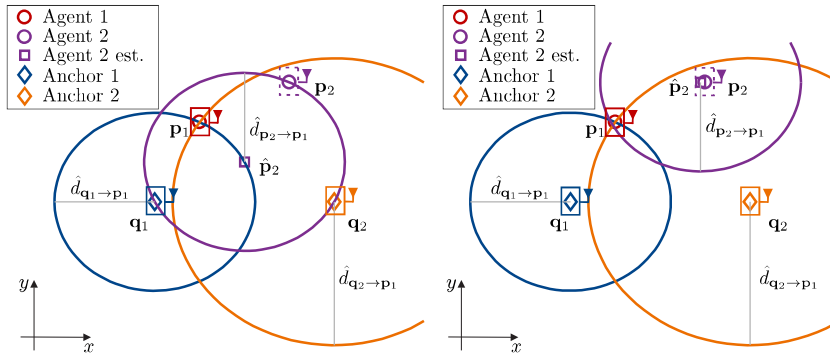 Agent 1
Agent 2
Agent 2 est.
Anchor 1
Anchor 2
p₂
p₁
d̂_{p₂→p₁}
p̂₂
d̂_{q₁→p₁}
q₁
q₂
d̂_{q₂→p₁}
y
x
Agent 1
Agent 2
Agent 2 est.
Anchor 1
Anchor 2
p̂₂ p₂
p₁
d̂_{p₂→p₁}
d̂_{q₁→p₁}
q₁
q₂
d̂_{q₂→p₁}
y
x